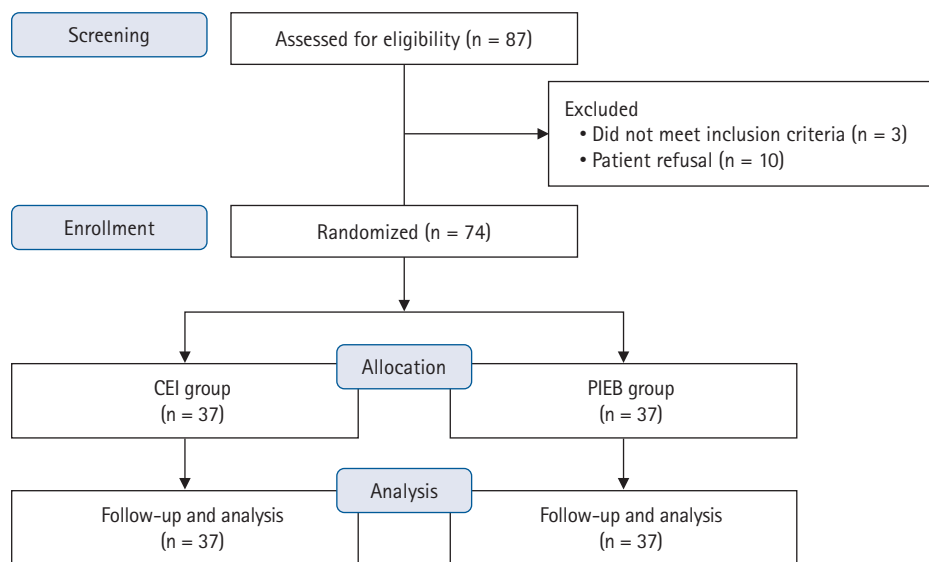 Screening
Assessed for eligibility (n = 87)
Excluded
• Did not meet inclusion criteria (n = 3)
• Patient refusal (n = 10)
Enrollment
Randomized (n = 74)
Allocation
CEI group
(n = 37)
PIEB group
(n = 37)
Analysis
Follow-up and analysis
(n = 37)
Follow-up and analysis
(n = 37)